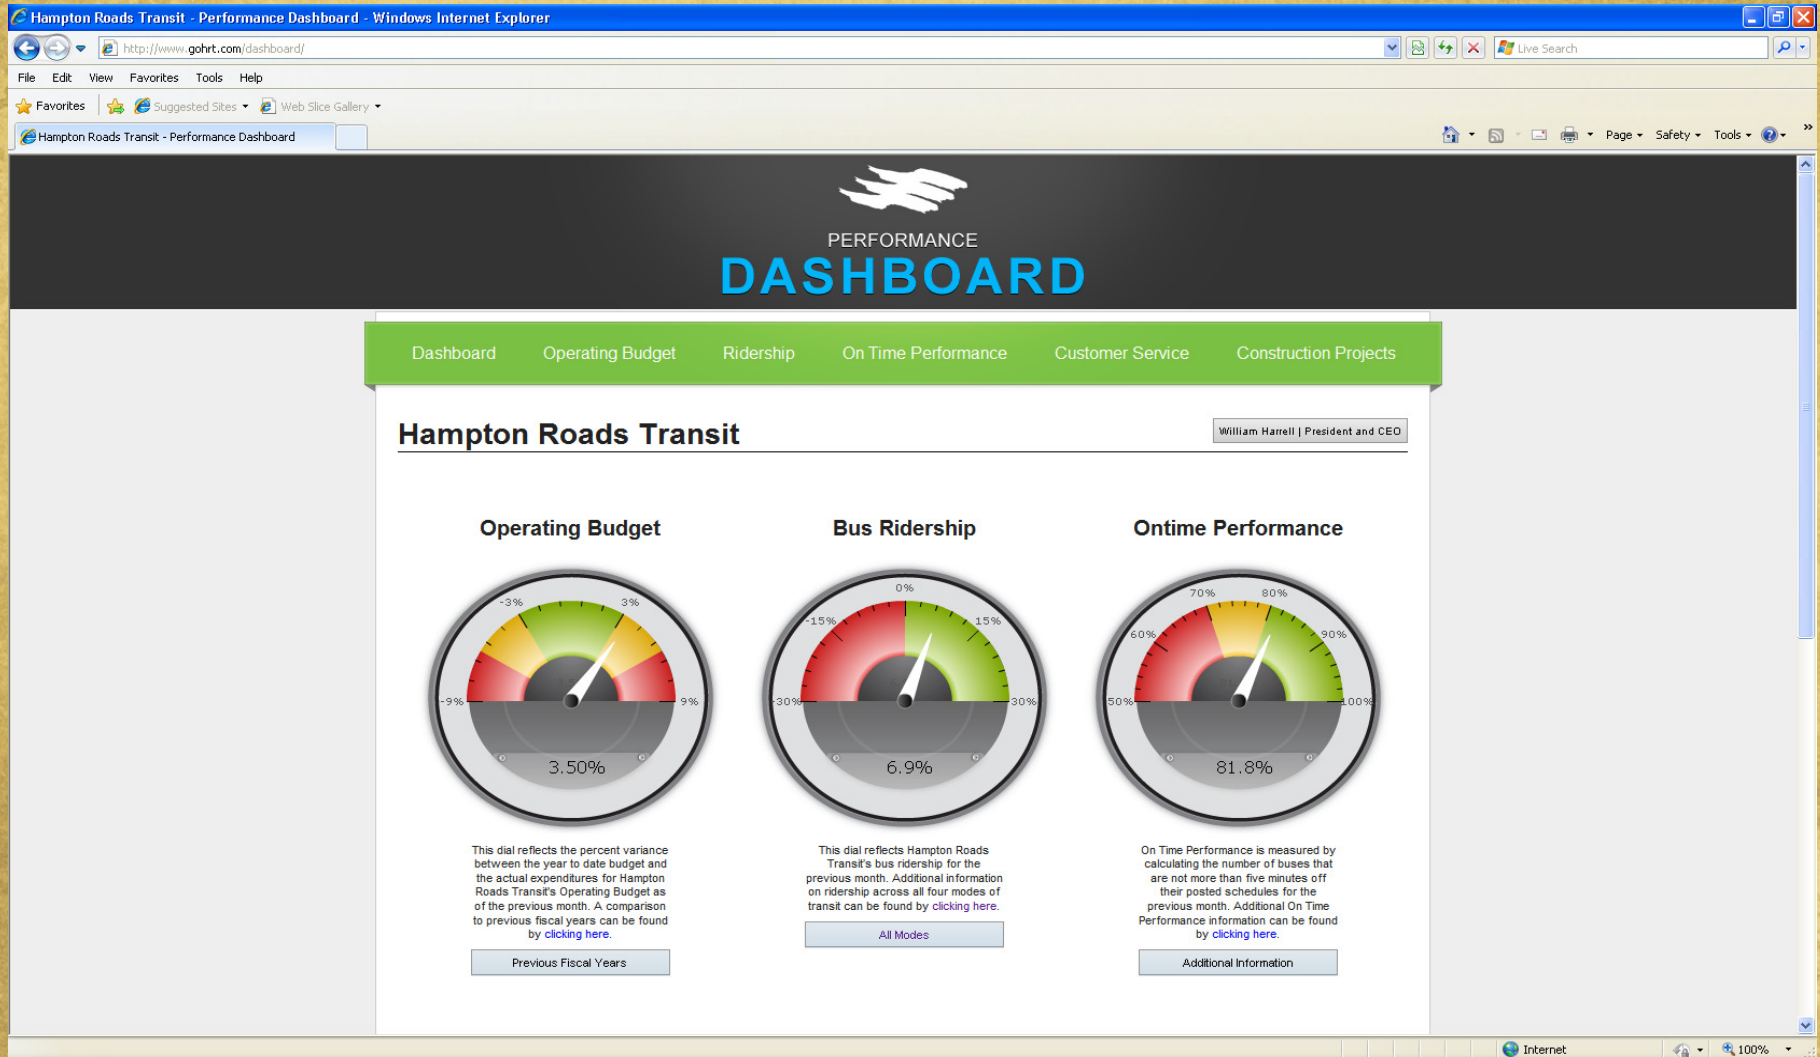 Hampton Roads Transit - Performance Dashboard - Windows Internet Explorer
http://www.gohrt.com/dashboard/
Live Search
File Edit View Favorites Tools Help
Favorites Suggested Sites Web Slice Gallery
Hampton Roads Transit - Performance Dashboard
Page Safety Tools »
PERFORMANCE
DASHBOARD
Dashboard Operating Budget Ridership On Time Performance Customer Service Construction Projects
Hampton Roads Transit
William Harrell | President and CEO
Operating Budget
-9%
-3%
3%
9%
3.50%
This dial reflects the percent variance
between the year to date budget and
the actual expenditures for Hampton
Roads Transit's Operating Budget as
of the previous month. A comparison
to previous fiscal years can be found
by clicking here.
Previous Fiscal Years
Bus Ridership
-30%
-15%
0%
15%
30%
6.9%
This dial reflects Hampton Roads
Transit's bus ridership for the
previous month. Additional information
on ridership across all four modes of
transit can be found by clicking here.
All Modes
Ontime Performance
50%
60%
70%
80%
90%
100%
81.8%
On Time Performance is measured by
calculating the number of buses that
are not more than five minutes off
their posted schedules for the
previous month. Additional On Time
Performance information can be found
by clicking here.
Additional Information
Internet
100%